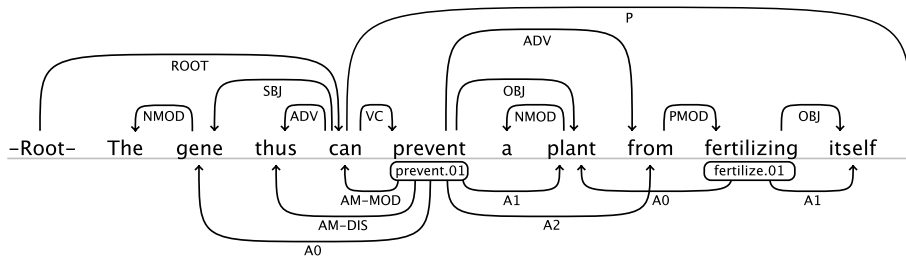 P
ADV
ROOT
SBJ OBJ
NMOD ADV VC NMOD PMOD OBJ
–Root– The gene thus can prevent a plant from fertilizing itself
prevent.01 fertilize.01
AM–MOD A1 A0 A1
AM–DIS A2
A0